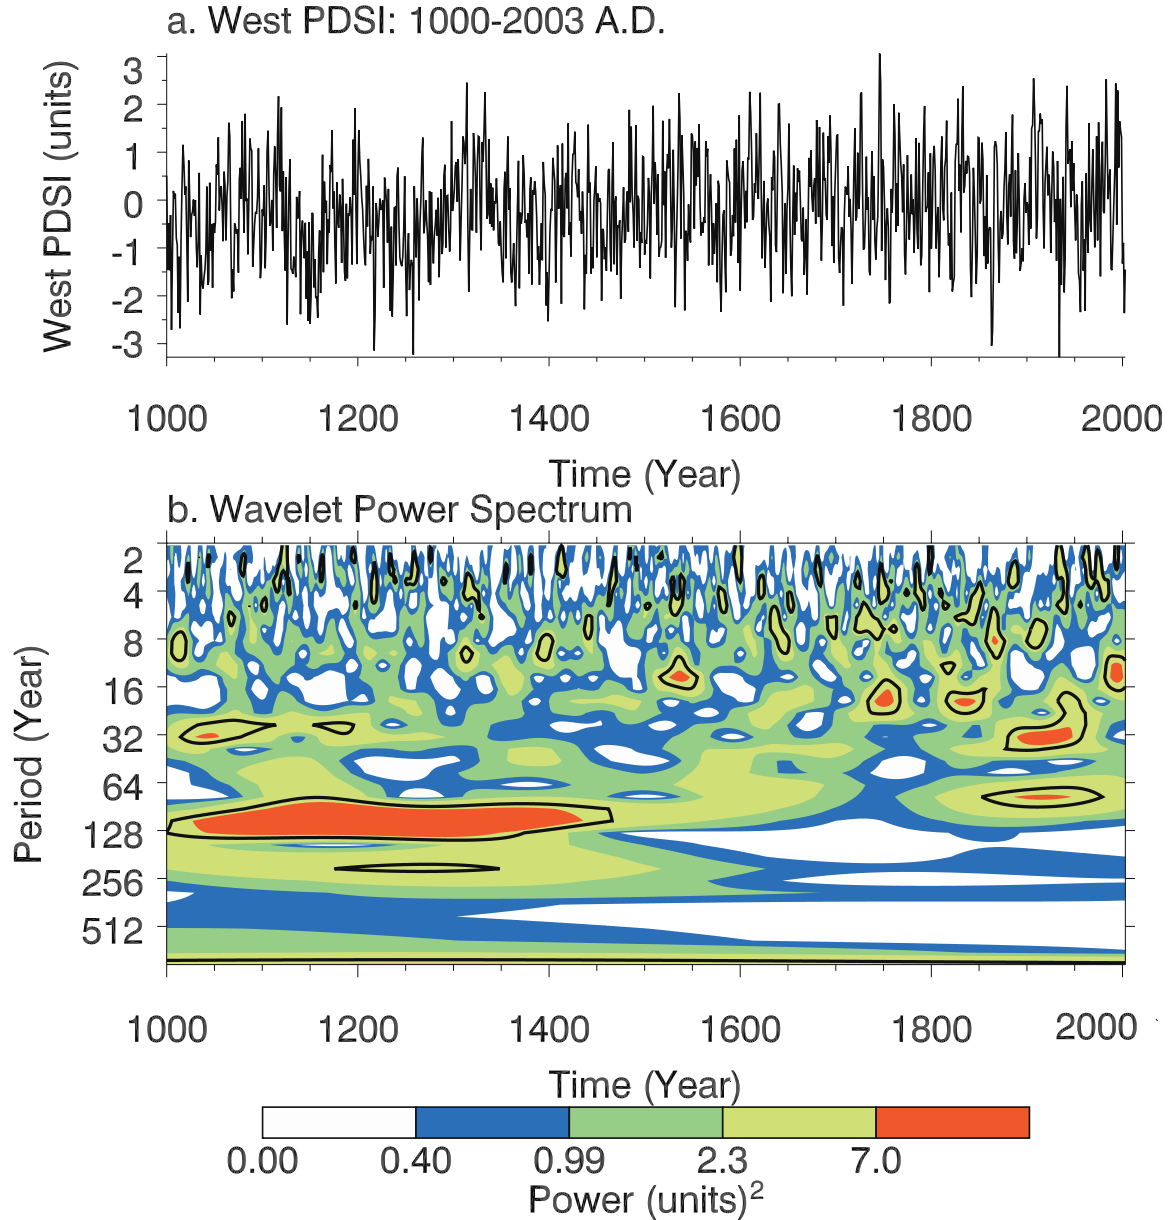 a. West PDSI: 1000-2003 A.D.
West PDSI (units)
3
2
1
0
-1
-2
-3
1000 1200 1400 1600 1800 2000
Time (Year)
b. Wavelet Power Spectrum
Period (Year)
2
4
8
16
32
64
128
256
512
1000 1200 1400 1600 1800 2000
Time (Year)
0.00 0.40 0.99 2.3 7.0
Power (units)2